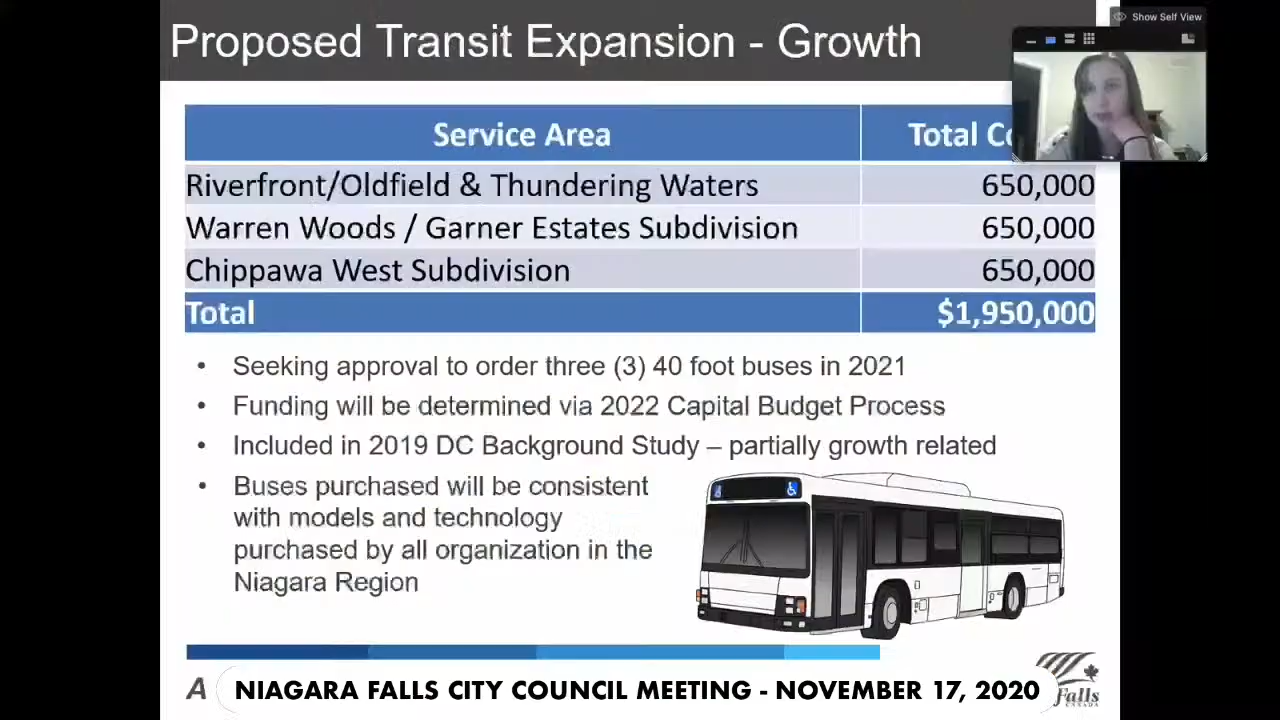 Proposed Transit Expansion - Growth
Show Self View
Service Area Total Co
Riverfront/Oldfield & Thundering Waters 650,000
Warren Woods / Garner Estates Subdivision 650,000
Chippawa West Subdivision 650,000
Total $1,950,000
• Seeking approval to order three (3) 40 foot buses in 2021
• Funding will be determined via 2022 Capital Budget Process
• Included in 2019 DC Background Study – partially growth related
• Buses purchased will be consistent
with models and technology
purchased by all organization in the
Niagara Region
A
NIAGARA FALLS CITY COUNCIL MEETING - NOVEMBER 17, 2020
Falls
CANADA